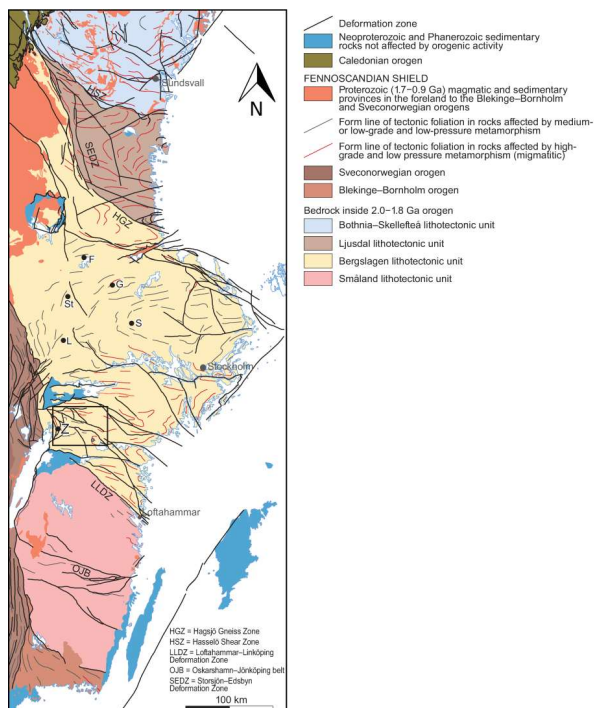 Sundsvall
HSZ
N
SEDZ
HGZ
F
G
St
S
L
Stockholm
Z
LLDZ
Loftahammar
OJB
HGZ = Hagsjö Gneiss Zone
HSZ = Hasselö Shear Zone
LLDZ = Loftahammar–Linköping
Deformation Zone
OJB = Oskarshamn–Jönköping belt
SEDZ = Storsjön–Edsbyn
Deformation Zone
100 km
Deformation zone
Neoproterozoic and Phanerozoic sedimentary
rocks not affected by orogenic activity
Caledonian orogen
FENNOSCANDIAN SHIELD
Proterozoic (1.7–0.9 Ga) magmatic and sedimentary
provinces in the foreland to the Blekinge–Bornholm
and Sveconorwegian orogens
Form line of tectonic foliation in rocks affected by medium-
or low-grade and low-pressure metamorphism
Form line of tectonic foliation in rocks affected by high-
grade and low pressure metamorphism (migmatitic)
Sveconorwegian orogen
Blekinge–Bornholm orogen
Bedrock inside 2.0–1.8 Ga orogen
Bothnia–Skellefteå lithotectonic unit
Ljusdal lithotectonic unit
Bergslagen lithotectonic unit
Småland lithotectonic unit